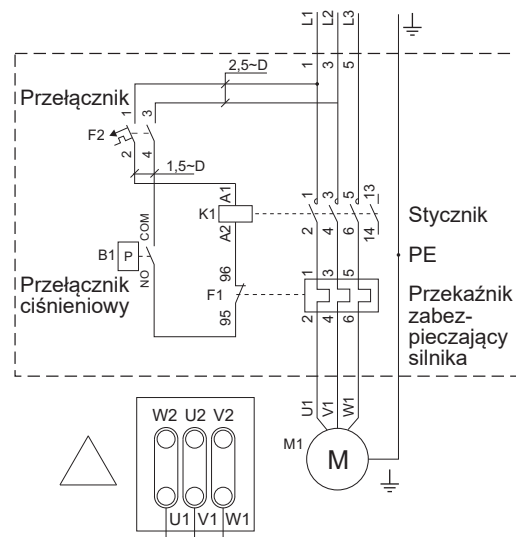 L1 L2 L3
1 3 5
2,5~D
Przełącznik
1 3
F2
2 4
1,5~D
A1
K1
A2
1 3 5 13
2 4 6 14
Stycznik
COM
B1 P
NO
Przełącznik
ciśnieniowy
96
F1
95
1 3 5
2 4 6
PE
Przekaźnik
zabez-
pieczający
silnika
U1 V1 W1
M1
M
W2 U2 V2
U1 V1 W1